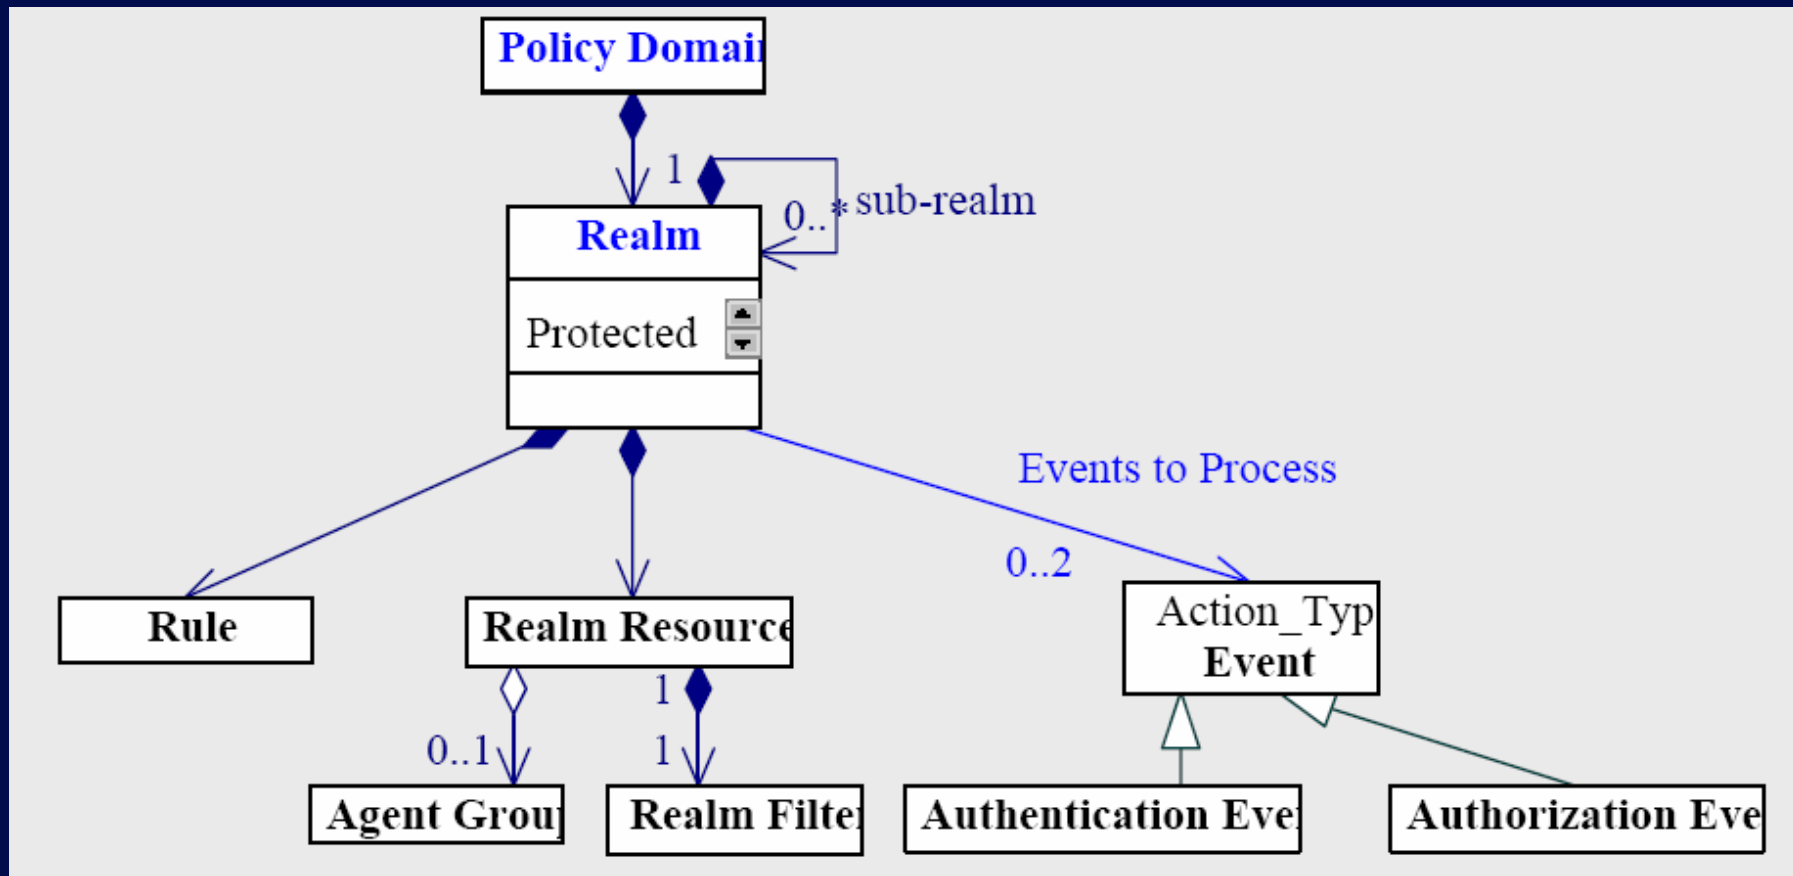 Policy Domai
1
sub-realm
0..*
Realm
Protected
Events to Process
0..2
Action_Typ
Event
Rule
Realm Resource
1
0..1
1
Agent Grou
Realm Filte
Authentication Eve
Authorization Eve